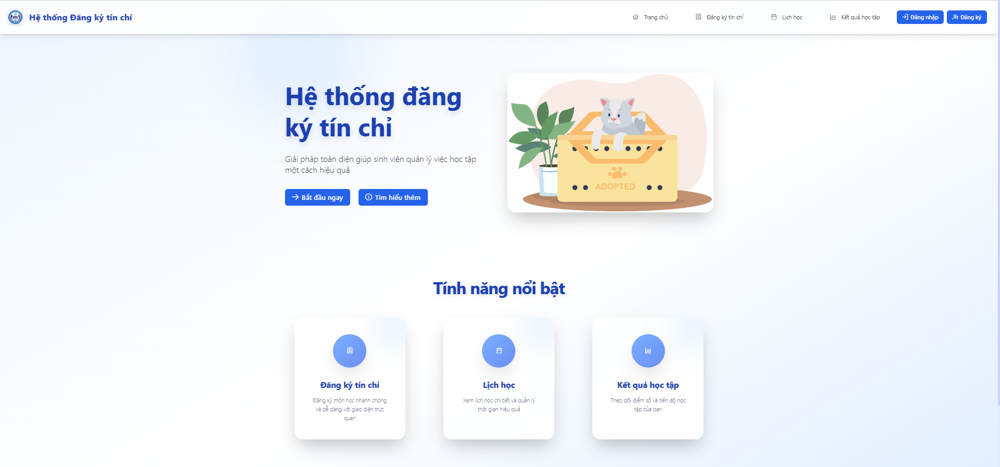 Hệ thống Đăng ký tín chỉ
Trang chủ
Đăng ký tín chỉ
Lịch học
Kết quả học tập
Đăng nhập
Đăng ký
Hệ thống đăng
ký tín chỉ
Giải pháp toàn diện giúp sinh viên quản lý việc học tập
một cách hiệu quả
Bắt đầu ngay
Tìm hiểu thêm
ADOPTED
Tính năng nổi bật
Đăng ký tín chỉ
Đăng ký môn học nhanh chóng
và dễ dàng với giao diện trực
quan
Lịch học
Xem lịch học chi tiết và quản lý
thời gian hiệu quả
Kết quả học tập
Theo dõi điểm số và tiến độ học
tập của bạn